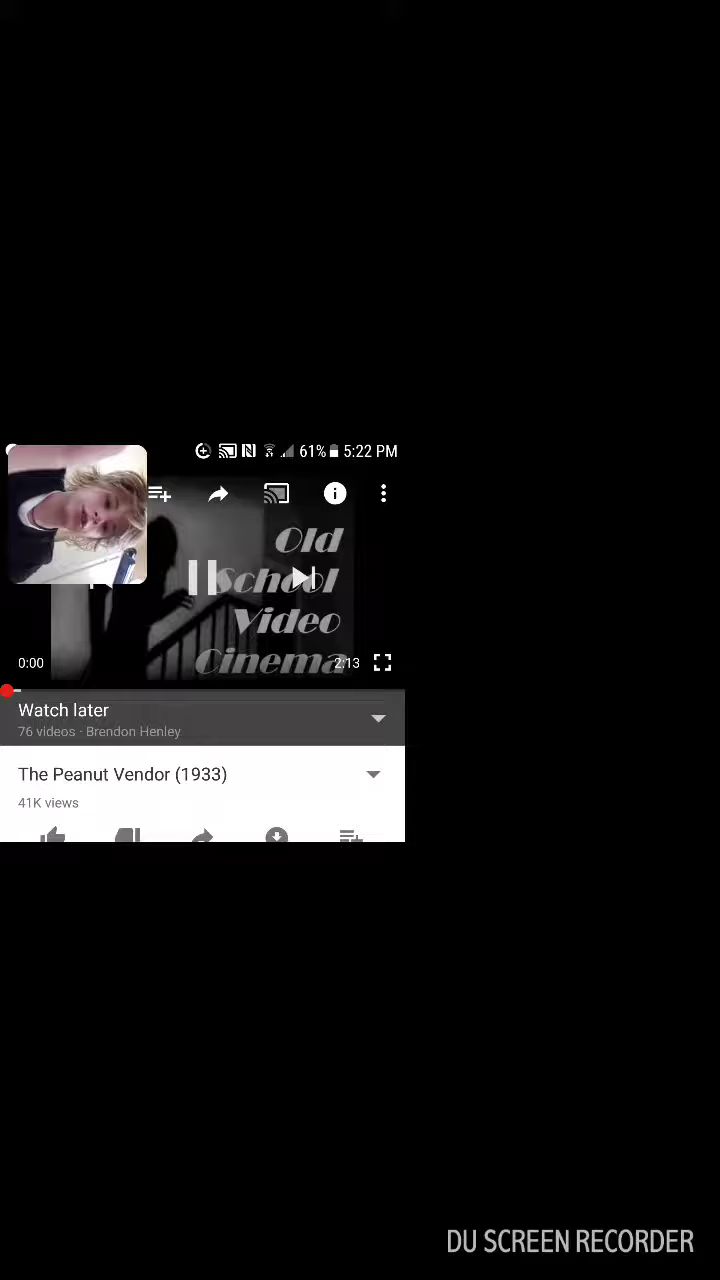 61% 5:22 PM
Old
School
Video
Cinema
0:00
2:13
Watch later
76 videos · Brendon Henley
The Peanut Vendor (1933)
41K views
DU SCREEN RECORDER